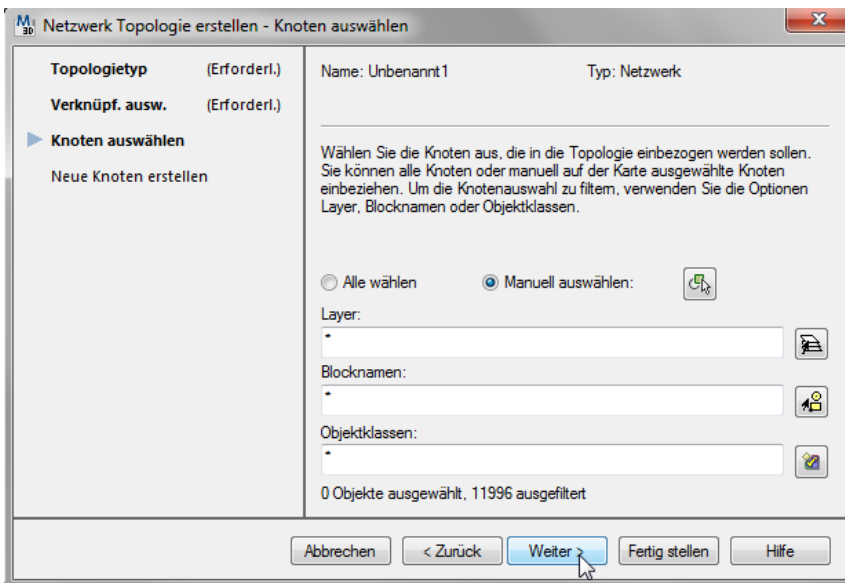 M 3D Netzwerk Topologie erstellen - Knoten auswählen
x
Topologietyp (Erforderl.)
Verknüpf. ausw. (Erforderl.)
Knoten auswählen
Neue Knoten erstellen
Name: Unbenannt1 Typ: Netzwerk
Wählen Sie die Knoten aus, die in die Topologie einbezogen werden sollen.
Sie können alle Knoten oder manuell auf der Karte ausgewählte Knoten
einbeziehen. Um die Knotenauswahl zu filtern, verwenden Sie die Optionen
Layer, Blocknamen oder Objektklassen.
Alle wählen Manuell auswählen:
Layer:
*
Blocknamen:
*
Objektklassen:
*
0 Objekte ausgewählt, 11996 ausgefiltert
Abbrechen < Zurück Weiter > Fertig stellen Hilfe